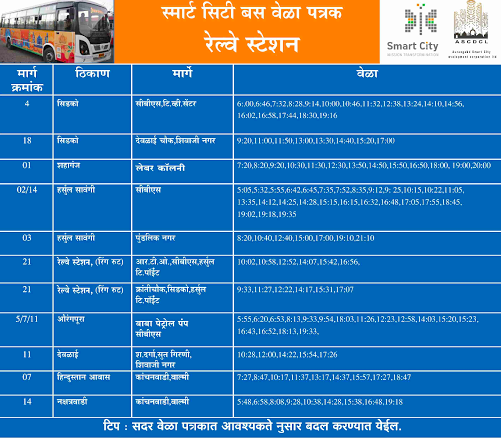 स्मार्ट सिटी बस वेळा पत्रक
रेल्वे स्टेशन
Smart City
MISSION TRANSFORMATION
ASCDCL
Aurangabad Smart City
development corporation ltd
मार्ग क्रमांक ठिकाण मार्ग वेळा
4 सिडको सीबीएस,टि.व्ही.सेंटर 6:.00,6:46,7:32,8:28,9:14,10:00,10:46,11:32,12:38,13:24,14:10,14:56,
16:02,16:58,17:44,18:30,19:16
18 सिडको देवळाई चौक,शिवाजी नगर 9:20,11:00,11:50,13:00,13:30,14:40,15:20,17:00
01 शहागंज लेबर कॉलनी 7:20,8:20,9:20,10:30,11:30,12:30,13:50,14:50,15:50,16:50,18:00, 19:00,20:00
02/14 हर्सुल सावंगी सीबीएस 5:05,5:32,5:55,6:42,6:45,7:35,7:52,8:35,9:12,9: 25,10:15,10:22,11:05,
13:35,14:12,14:25,14:28,15:15,16:15,16:32,16:48,17:05,17:55,18:45,
19:02,19:18,19:35
03 हर्सुल सावंगी पुंडलिक नगर 8:20,10:40,12:40,15:00,17:00,19:10,21:10
21 रेल्वे स्टेशन, (रिंग रुट) आर.टी.ओ.,सीबीएस,हर्सुल टि.पॉईंट 10:02,10:58,12:52,14:07,15:42,16:56,
21 रेल्वे स्टेशन, (रिंग रुट) क्रांतीचौक,सिडको,हर्सुल टि.पॉईंट 9:33,11:27,12:22,14:17,15:31,17:07
5/7/11 औरंगपुरा बाबा पेट्रोल पंप सीबीएस 5:55,6:20,6:53,8:13,9:33,9:54,18:03,11:26,12:23,12:58,14:03,15:20,15:23,
16:43,16:52,18:13,19:33,
11 देवळाई श.दर्गा,सुत गिरणी, शिवाजी नगर 10:28,12:00,14:22,15:54,17:26
07 हिन्दुस्तान आवास कांचनवाडी,वाल्मी 7:27,8:47,10:17,11:37,13:17,14:37,15:57,17:27,18:47
14 नक्षत्रवाडी कांचनवाडी,वाल्मी 5:48,6:58,8:08,9:28,10:38,14:28,15:38,16:48,19:18
टिप : सदर वेळा पत्रकात आवश्यकते नुसार बदल करण्यात येईल.